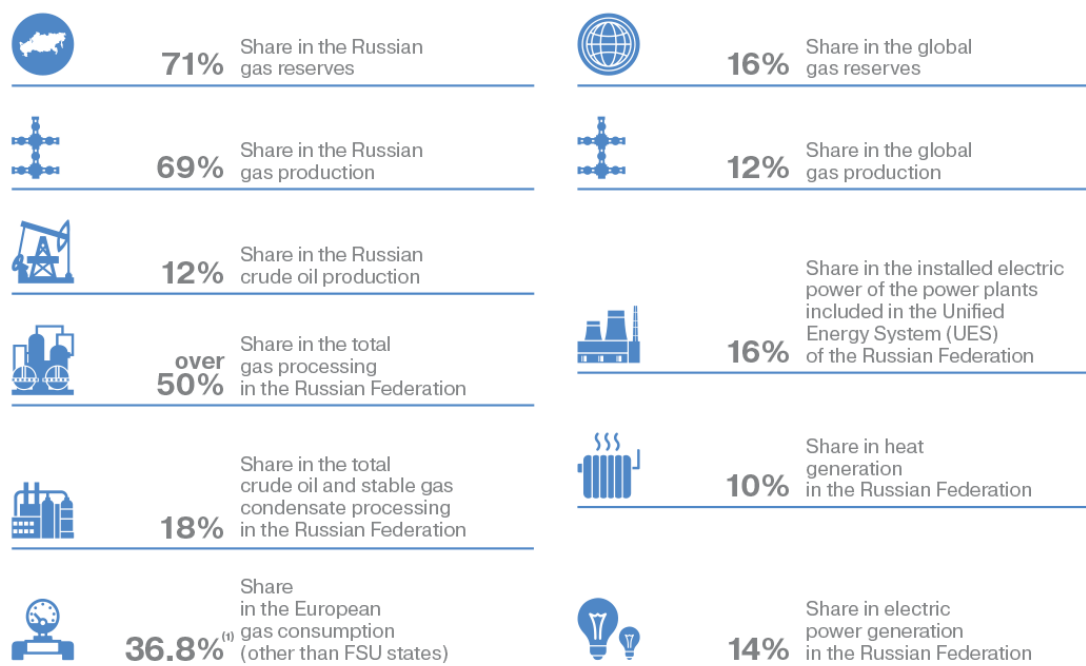 71%
Share in the Russian
gas reserves
69%
Share in the Russian
gas production
12%
Share in the Russian
crude oil production
over
50%
Share in the total
gas processing
in the Russian Federation
18%
Share in the total
crude oil and stable gas
condensate processing
in the Russian Federation
36.8%(1)
Share
in the European
gas consumption
(other than FSU states)
16%
Share in the global
gas reserves
12%
Share in the global
gas production
16%
Share in the installed electric
power of the power plants
included in the Unified
Energy System (UES)
of the Russian Federation
10%
Share in heat
generation
in the Russian Federation
14%
Share in electric
power generation
in the Russian Federation